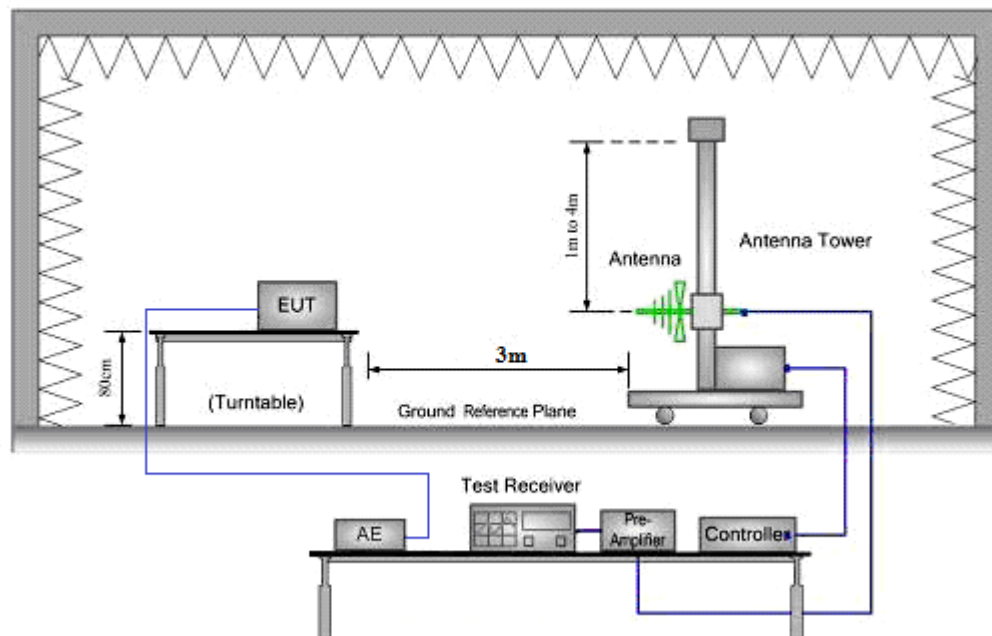 1m to 4m
Antenna
Antenna Tower
EUT
80cm
3m
(Turntable)
Ground Reference Plane
Test Receiver
AE
Pre-
Amplifier
Controller